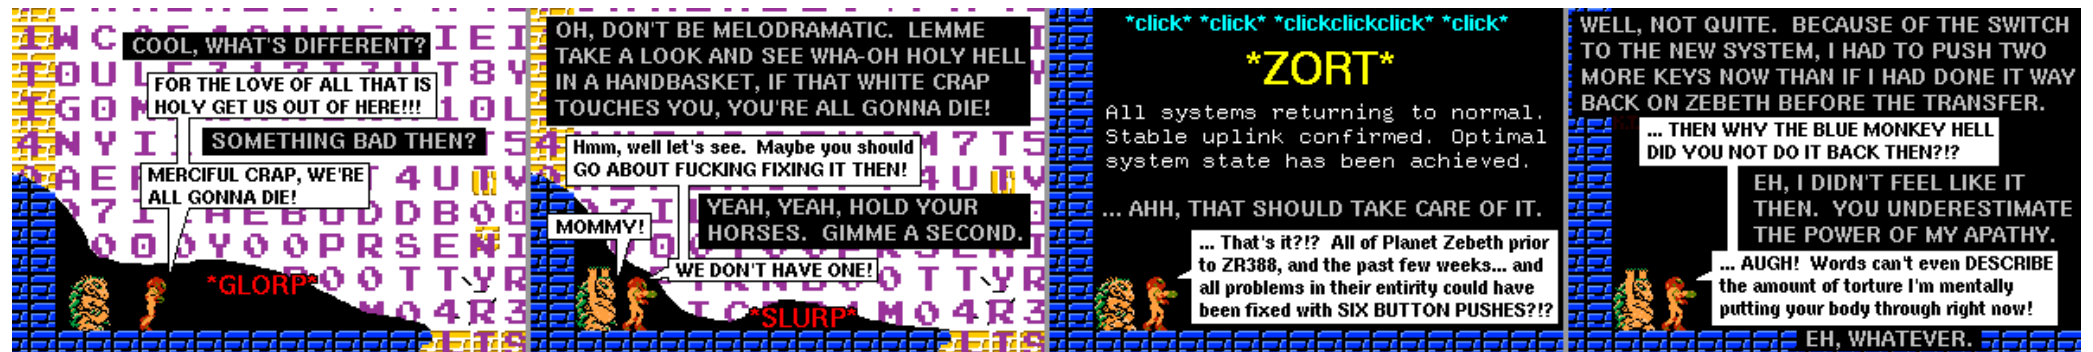 COOL, WHAT'S DIFFERENT?
FOR THE LOVE OF ALL THAT IS
HOLY GET US OUT OF HERE!!!
SOMETHING BAD THEN?
MERCIFUL CRAP, WE'RE
ALL GONNA DIE!
*GLORP*
OH, DON'T BE MELODRAMATIC. LEMME
TAKE A LOOK AND SEE WHA-OH HOLY HELL
IN A HANDBASKET, IF THAT WHITE CRAP
TOUCHES YOU, YOU'RE ALL GONNA DIE!
Hmm, well let's see. Maybe you should
GO ABOUT FUCKING FIXING IT THEN!
YEAH, YEAH, HOLD YOUR
HORSES. GIMME A SECOND.
MOMMY!
WE DON'T HAVE ONE!
*SLURP*
*click* *click* *clickclickclick* *click*
*ZORT*
All systems returning to normal.
Stable uplink confirmed. Optimal
system state has been achieved.
... AHH, THAT SHOULD TAKE CARE OF IT.
... That's it?!? All of Planet Zebeth prior
to ZR388, and the past few weeks... and
all problems in their entirity could have
been fixed with SIX BUTTON PUSHES?!?
WELL, NOT QUITE. BECAUSE OF THE SWITCH
TO THE NEW SYSTEM, I HAD TO PUSH TWO
MORE KEYS NOW THAN IF I HAD DONE IT WAY
BACK ON ZEBETH BEFORE THE TRANSFER.
... THEN WHY THE BLUE MONKEY HELL
DID YOU NOT DO IT BACK THEN?!?
EH, I DIDN'T FEEL LIKE IT
THEN. YOU UNDERESTIMATE
THE POWER OF MY APATHY.
... AUGH! Words can't even DESCRIBE
the amount of torture I'm mentally
putting your body through right now!
EH, WHATEVER.